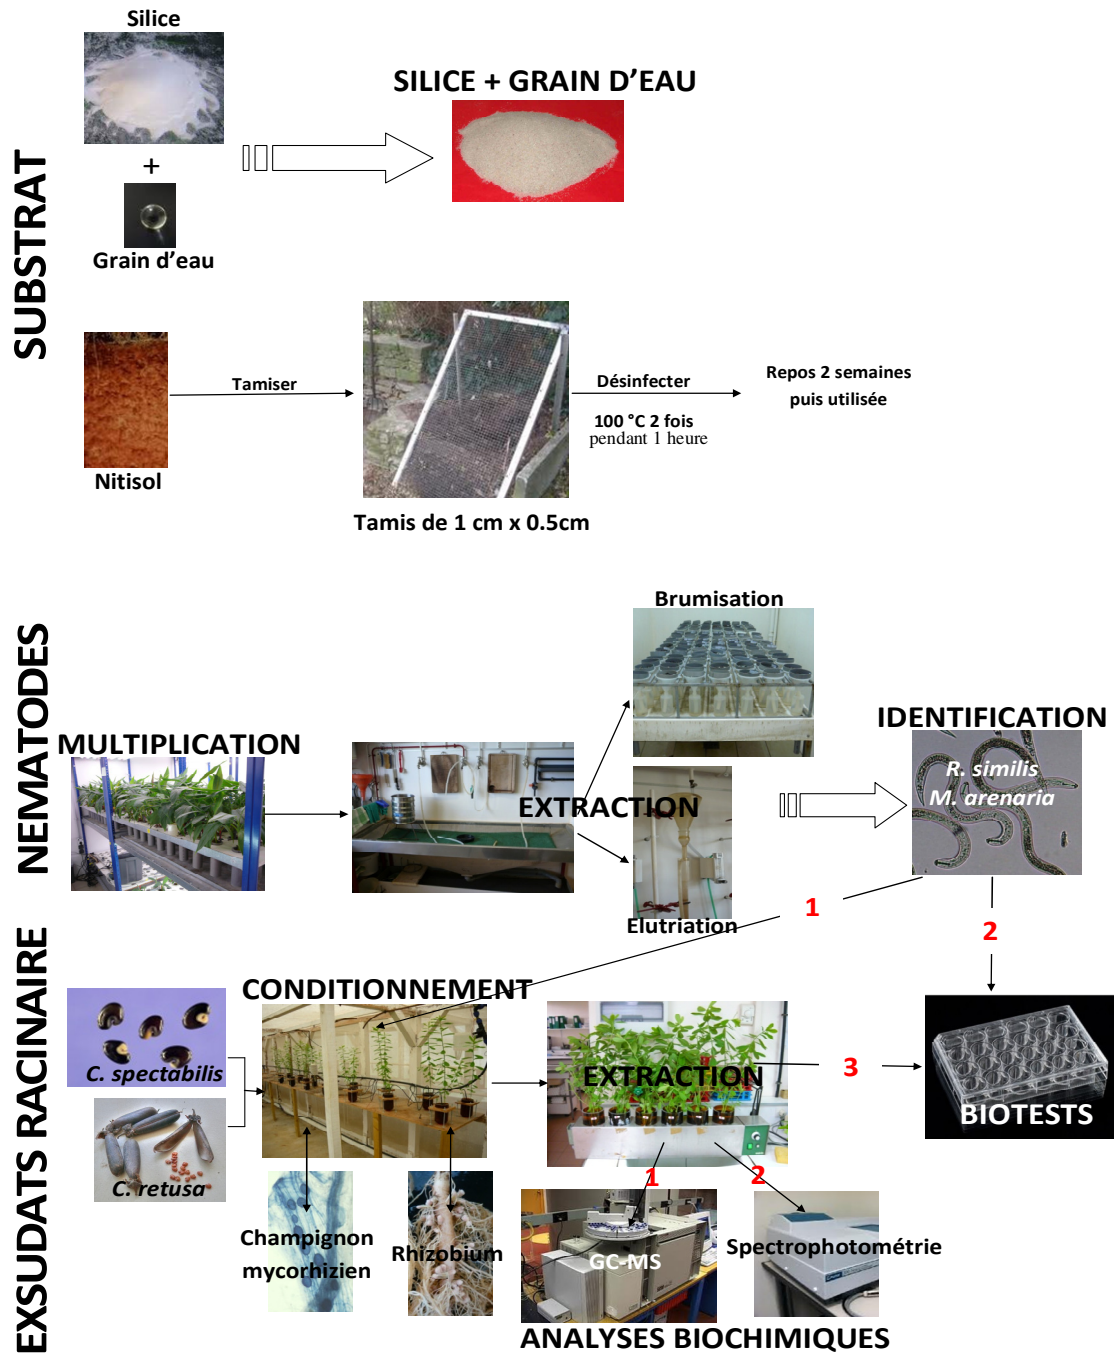 SUBSTRAT
Silice
+
Grain d’eau
SILICE + GRAIN D’EAU
Nitisol
Tamiser
Tamis de 1 cm x 0.5cm
Désinfecter
100 °C 2 fois
pendant 1 heure
Repos 2 semaines
puis utilisée
NEMATODES
MULTIPLICATION
EXTRACTION
Brumisation
Elutriation
IDENTIFICATION
R. similis
M. arenaria
1
2
EXSUDATS RACINAIRE
C. spectabilis
C. retusa
CONDITIONNEMENT
Champignon
mycorhizien
Rhizobium
EXTRACTION
3
BIOTESTS
1
2
GC-MS
Spectrophotométrie
ANALYSES BIOCHIMIQUES